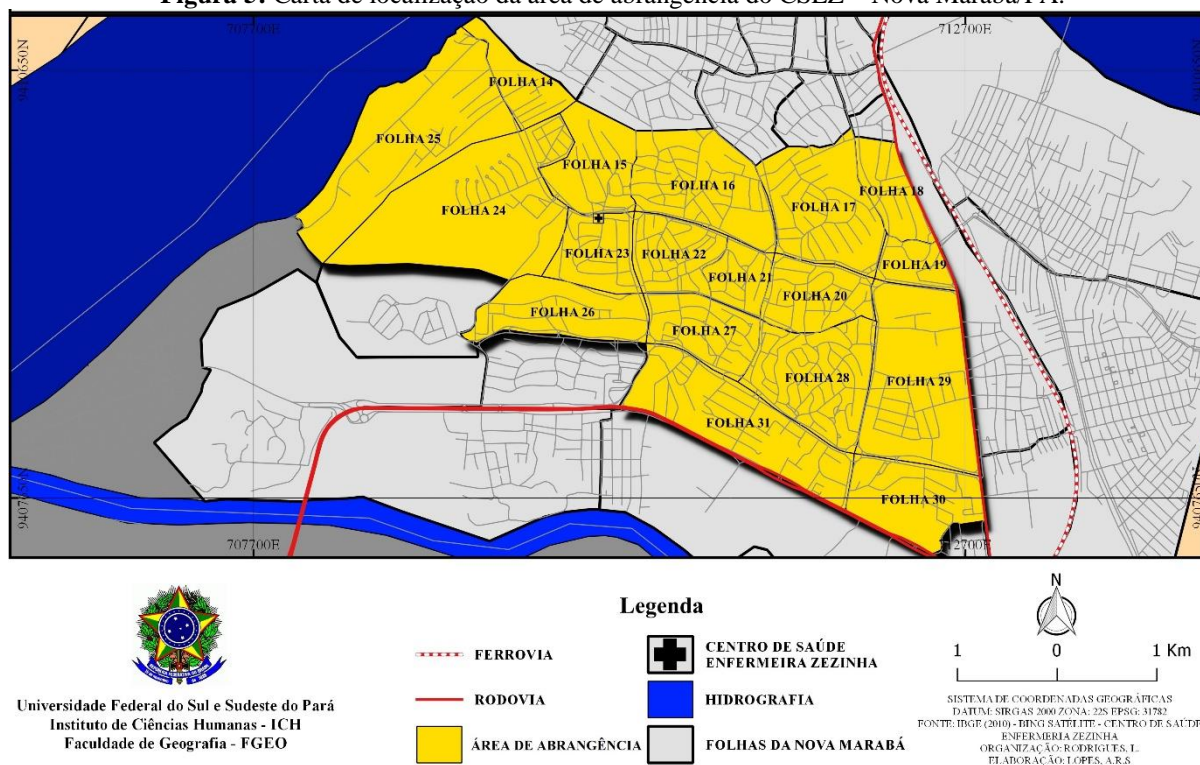 Figura 3: Carta de localização da área de abrangência do CSEZ – Nova Marabá/PA.
707700E
712700E
FOLHA 14
FOLHA 25
FOLHA 15
FOLHA 16
FOLHA 18
FOLHA 17
FOLHA 24
FOLHA 23
FOLHA 22
FOLHA 19
FOLHA 21
FOLHA 20
FOLHA 26
FOLHA 27
FOLHA 28
FOLHA 29
FOLHA 31
FOLHA 30
707700E
Legenda
FERROVIA
RODOVIA
ÁREA DE ABRANGÊNCIA
CENTRO DE SAÚDE
ENFERMEIRA ZEZINHA
HIDROGRAFIA
FOLHAS DA NOVA MARABÁ
N
1 0 1 Km
Universidade Federal do Sul e Sudeste do Pará
Instituto de Ciências Humanas - ICH
Faculdade de Geografia - FGEO
SISTEMA DE COORDENADAS GEOGRÁFICAS
DATUM: SIRGAS 2000 ZONA: 22S EPSG: 31782
FONTE: IBGE (2010) - BING SATÉLITE - CENTRO DE SAÚDE
ENFERMERIA ZEZINHA
ORGANIZAÇÃO: RODRIGUES, L.
ELABORAÇÃO: LOPES, A.R.S